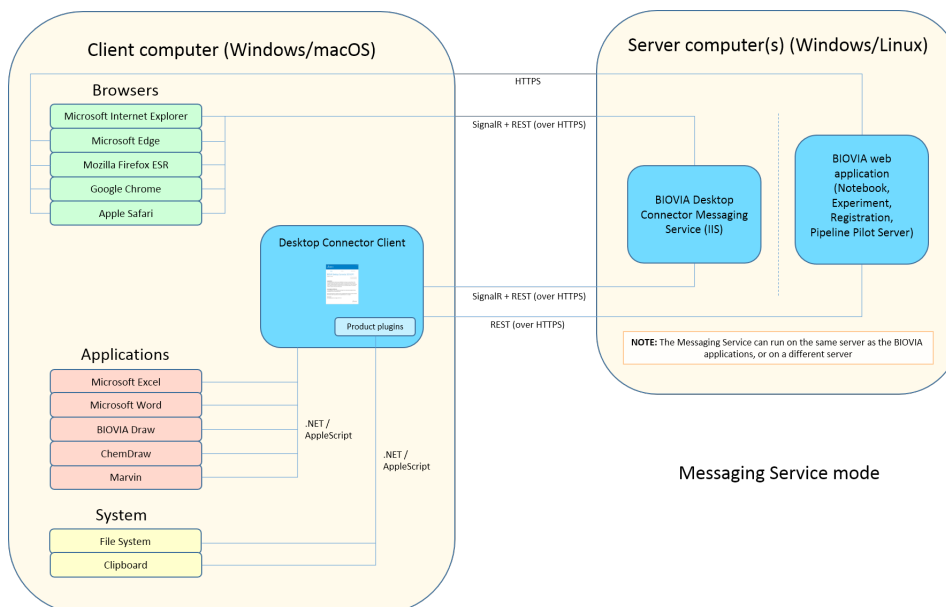 Client computer (Windows/macOS)
Browsers
Microsoft Internet Explorer
Microsoft Edge
Mozilla Firefox ESR
Google Chrome
Apple Safari
Desktop Connector Client
Product plugins
Applications
Microsoft Excel
Microsoft Word
BIOVIA Draw
ChemDraw
Marvin
.NET /
AppleScript
.NET /
AppleScript
System
File System
Clipboard
HTTPS
SignalR + REST (over HTTPS)
SignalR + REST (over HTTPS)
REST (over HTTPS)
Server computer(s) (Windows/Linux)
BIOVIA Desktop
Connector Messaging
Service (IIS)
BIOVIA web
application
(Notebook,
Experiment,
Registration,
Pipeline Pilot Server)
NOTE: The Messaging Service can run on the same server as the BIOVIA
applications, or on a different server
Messaging Service mode